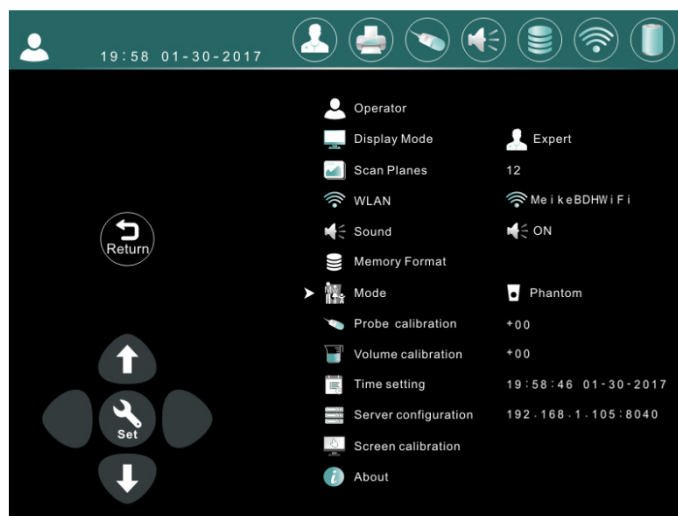 19:58 01-30-2017
Operator
Display Mode Expert
Scan Planes 12
WLAN MeikeBDHWiFi
Return
Sound ON
Memory Format
Mode Phantom
Probe calibration +00
Volume calibration +00
Time setting 19:58:46 01-30-2017
Set
Server configuration 192.168.1.105:8040
Screen calibration
About